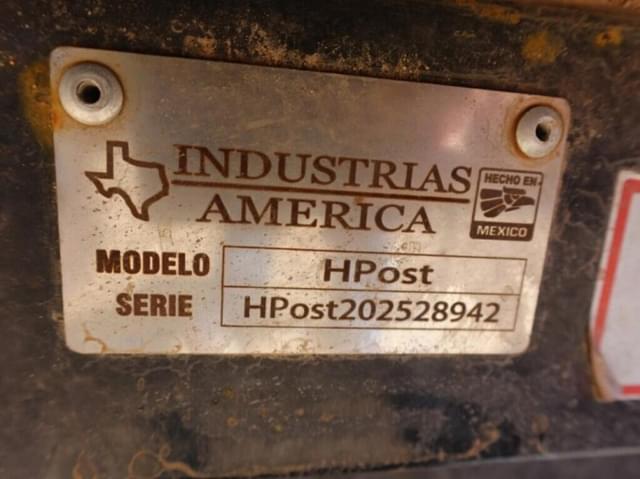 INDUSTRIAS
AMERICA
HECHO EN
MEXICO
MODELO HPost
SERIE HPost202528942